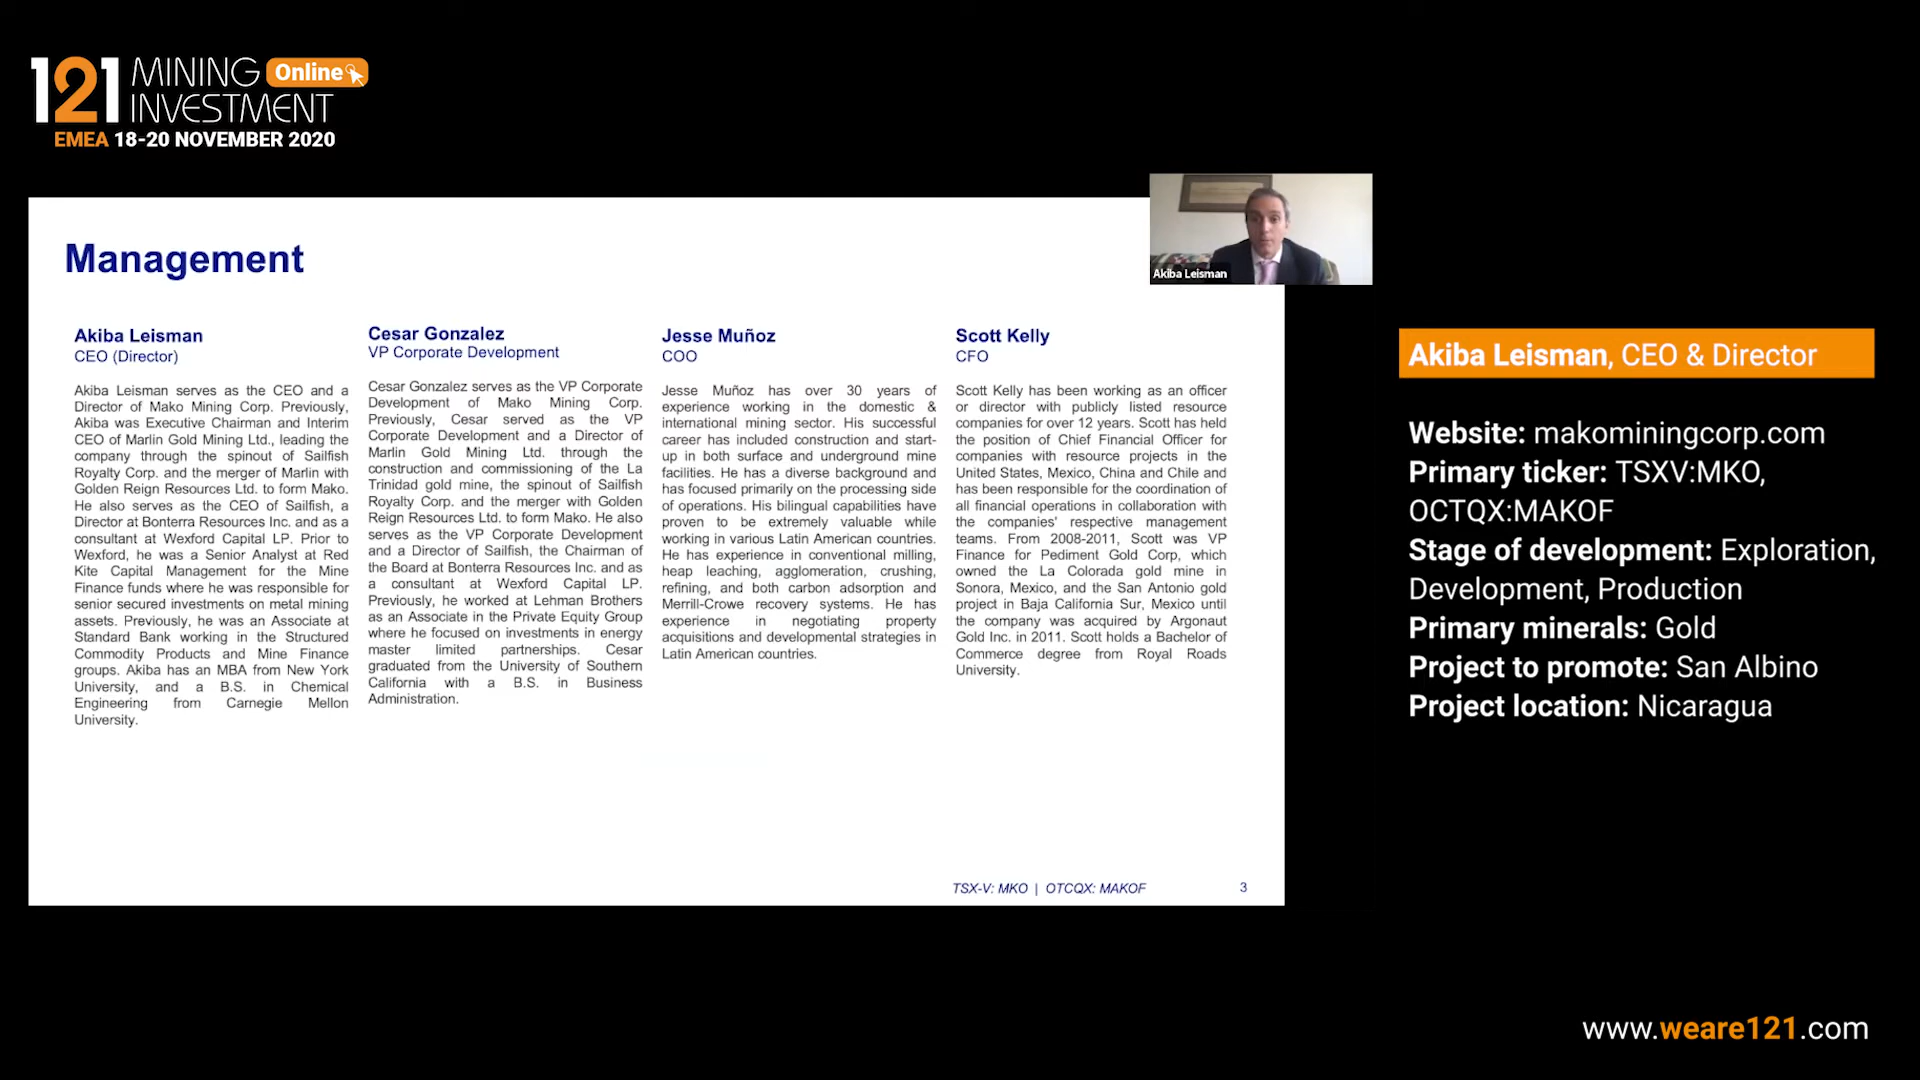 121 MINING Online
INVESTMENT
EMEA 18-20 NOVEMBER 2020
Management
Akiba Leisman
CEO (Director)
Akiba Leisman serves as the CEO and a
Director of Mako Mining Corp. Previously,
Akiba was Executive Chairman and Interim
CEO of Marlin Gold Mining Ltd., leading the
company through the spinout of Sailfish
Royalty Corp. and the merger of Marlin with
Golden Reign Resources Ltd. to form Mako.
He also serves as the CEO of Sailfish, a
Director at Bonterra Resources Inc. and as a
consultant at Wexford Capital LP. Prior to
Wexford, he was a Senior Analyst at Red
Kite Capital Management for the Mine
Finance funds where he was responsible for
senior secured investments on metal mining
assets. Previously, he was an Associate at
Standard Bank working in the Structured
Commodity Products and Mine Finance
groups. Akiba has an MBA from New York
University, and a B.S. in Chemical
Engineering from Carnegie Mellon
University.
Cesar Gonzalez
VP Corporate Development
Cesar Gonzalez serves as the VP Corporate
Development of Mako Mining Corp.
Previously, Cesar served as the VP
Corporate Development and a Director of
Marlin Gold Mining Ltd. through the
construction and commissioning of the La
Trinidad gold mine, the spinout of Sailfish
Royalty Corp. and the merger with Golden
Reign Resources Ltd. to form Mako. He also
serves as the VP Corporate Development
and a Director of Sailfish, the Chairman of
the Board at Bonterra Resources Inc. and as
a consultant at Wexford Capital LP.
Previously, he worked at Lehman Brothers
as an Associate in the Private Equity Group
where he focused on investments in energy
master limited partnerships. Cesar
graduated from the University of Southern
California with a B.S. in Business
Administration.
Jesse Muñoz
COO
Jesse Muñoz has over 30 years of
experience working in the domestic &
international mining sector. His successful
career has included construction and start-
up in both surface and underground mine
facilities. He has a diverse background and
has focused primarily on the processing side
of operations. His bilingual capabilities have
proven to be extremely valuable while
working in various Latin American countries.
He has experience in conventional milling,
heap leaching, agglomeration, crushing,
refining, and both carbon adsorption and
Merrill-Crowe recovery systems. He has
experience in negotiating property
acquisitions and developmental strategies in
Latin American countries.
Scott Kelly
CFO
Scott Kelly has been working as an officer
or director with publicly listed resource
companies for over 12 years. Scott has held
the position of Chief Financial Officer for
companies with resource projects in the
United States, Mexico, China and Chile and
has been responsible for the coordination of
all financial operations in collaboration with
the companies' respective management
teams. From 2008-2011, Scott was VP
Finance for Pediment Gold Corp, which
owned the La Colorada gold mine in
Sonora, Mexico, and the San Antonio gold
project in Baja California Sur, Mexico until
the company was acquired by Argonaut
Gold Inc. in 2011. Scott holds a Bachelor of
Commerce degree from Royal Roads
University.
TSX-V: MKO | OTCQX: MAKOF
3
Akiba Leisman
Akiba Leisman, CEO & Director
Website: makominingcorp.com
Primary ticker: TSXV:MKO,
OCTQX:MAKOF
Stage of development: Exploration,
Development, Production
Primary minerals: Gold
Project to promote: San Albino
Project location: Nicaragua
www.weare121.com